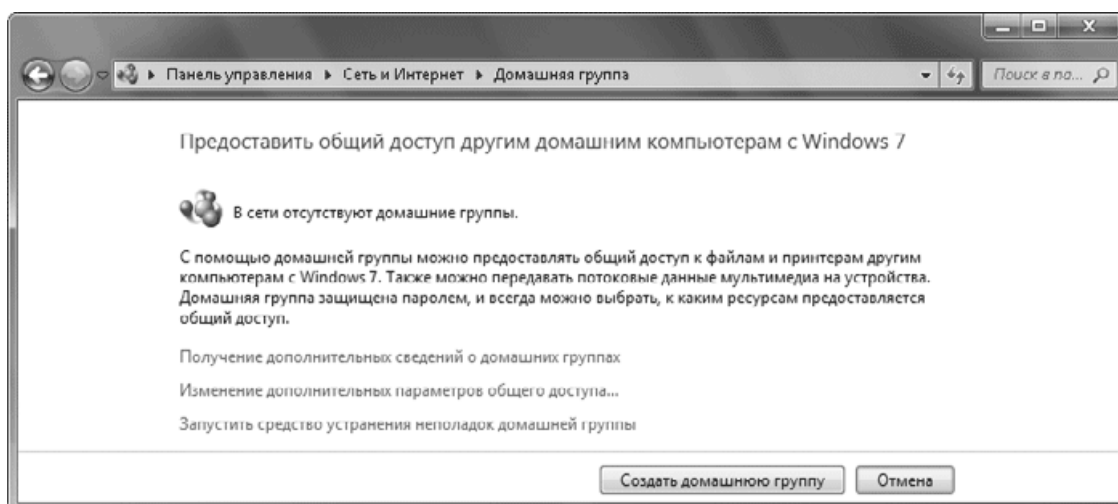 Панель управления ▸ Сеть и Интернет ▸ Домашняя группа
Поиск в па...
Предоставить общий доступ другим домашним компьютерам с Windows 7
В сети отсутствуют домашние группы.
С помощью домашней группы можно предоставлять общий доступ к файлам и принтерам другим
компьютерам с Windows 7. Также можно передавать потоковые данные мультимедиа на устройства.
Домашняя группа защищена паролем, и всегда можно выбрать, к каким ресурсам предоставляется
общий доступ.
Получение дополнительных сведений о домашних группах
Изменение дополнительных параметров общего доступа...
Запустить средство устранения неполадок домашней группы
Создать домашнюю группу
Отмена